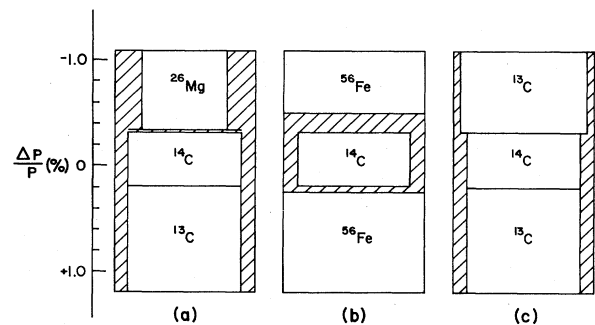 -1.0
ΔP/P (%)
0
+1.0
²⁶Mg
¹⁴C
¹³C
(a)
⁵⁶Fe
¹⁴C
⁵⁶Fe
(b)
¹³C
¹⁴C
¹³C
(c)